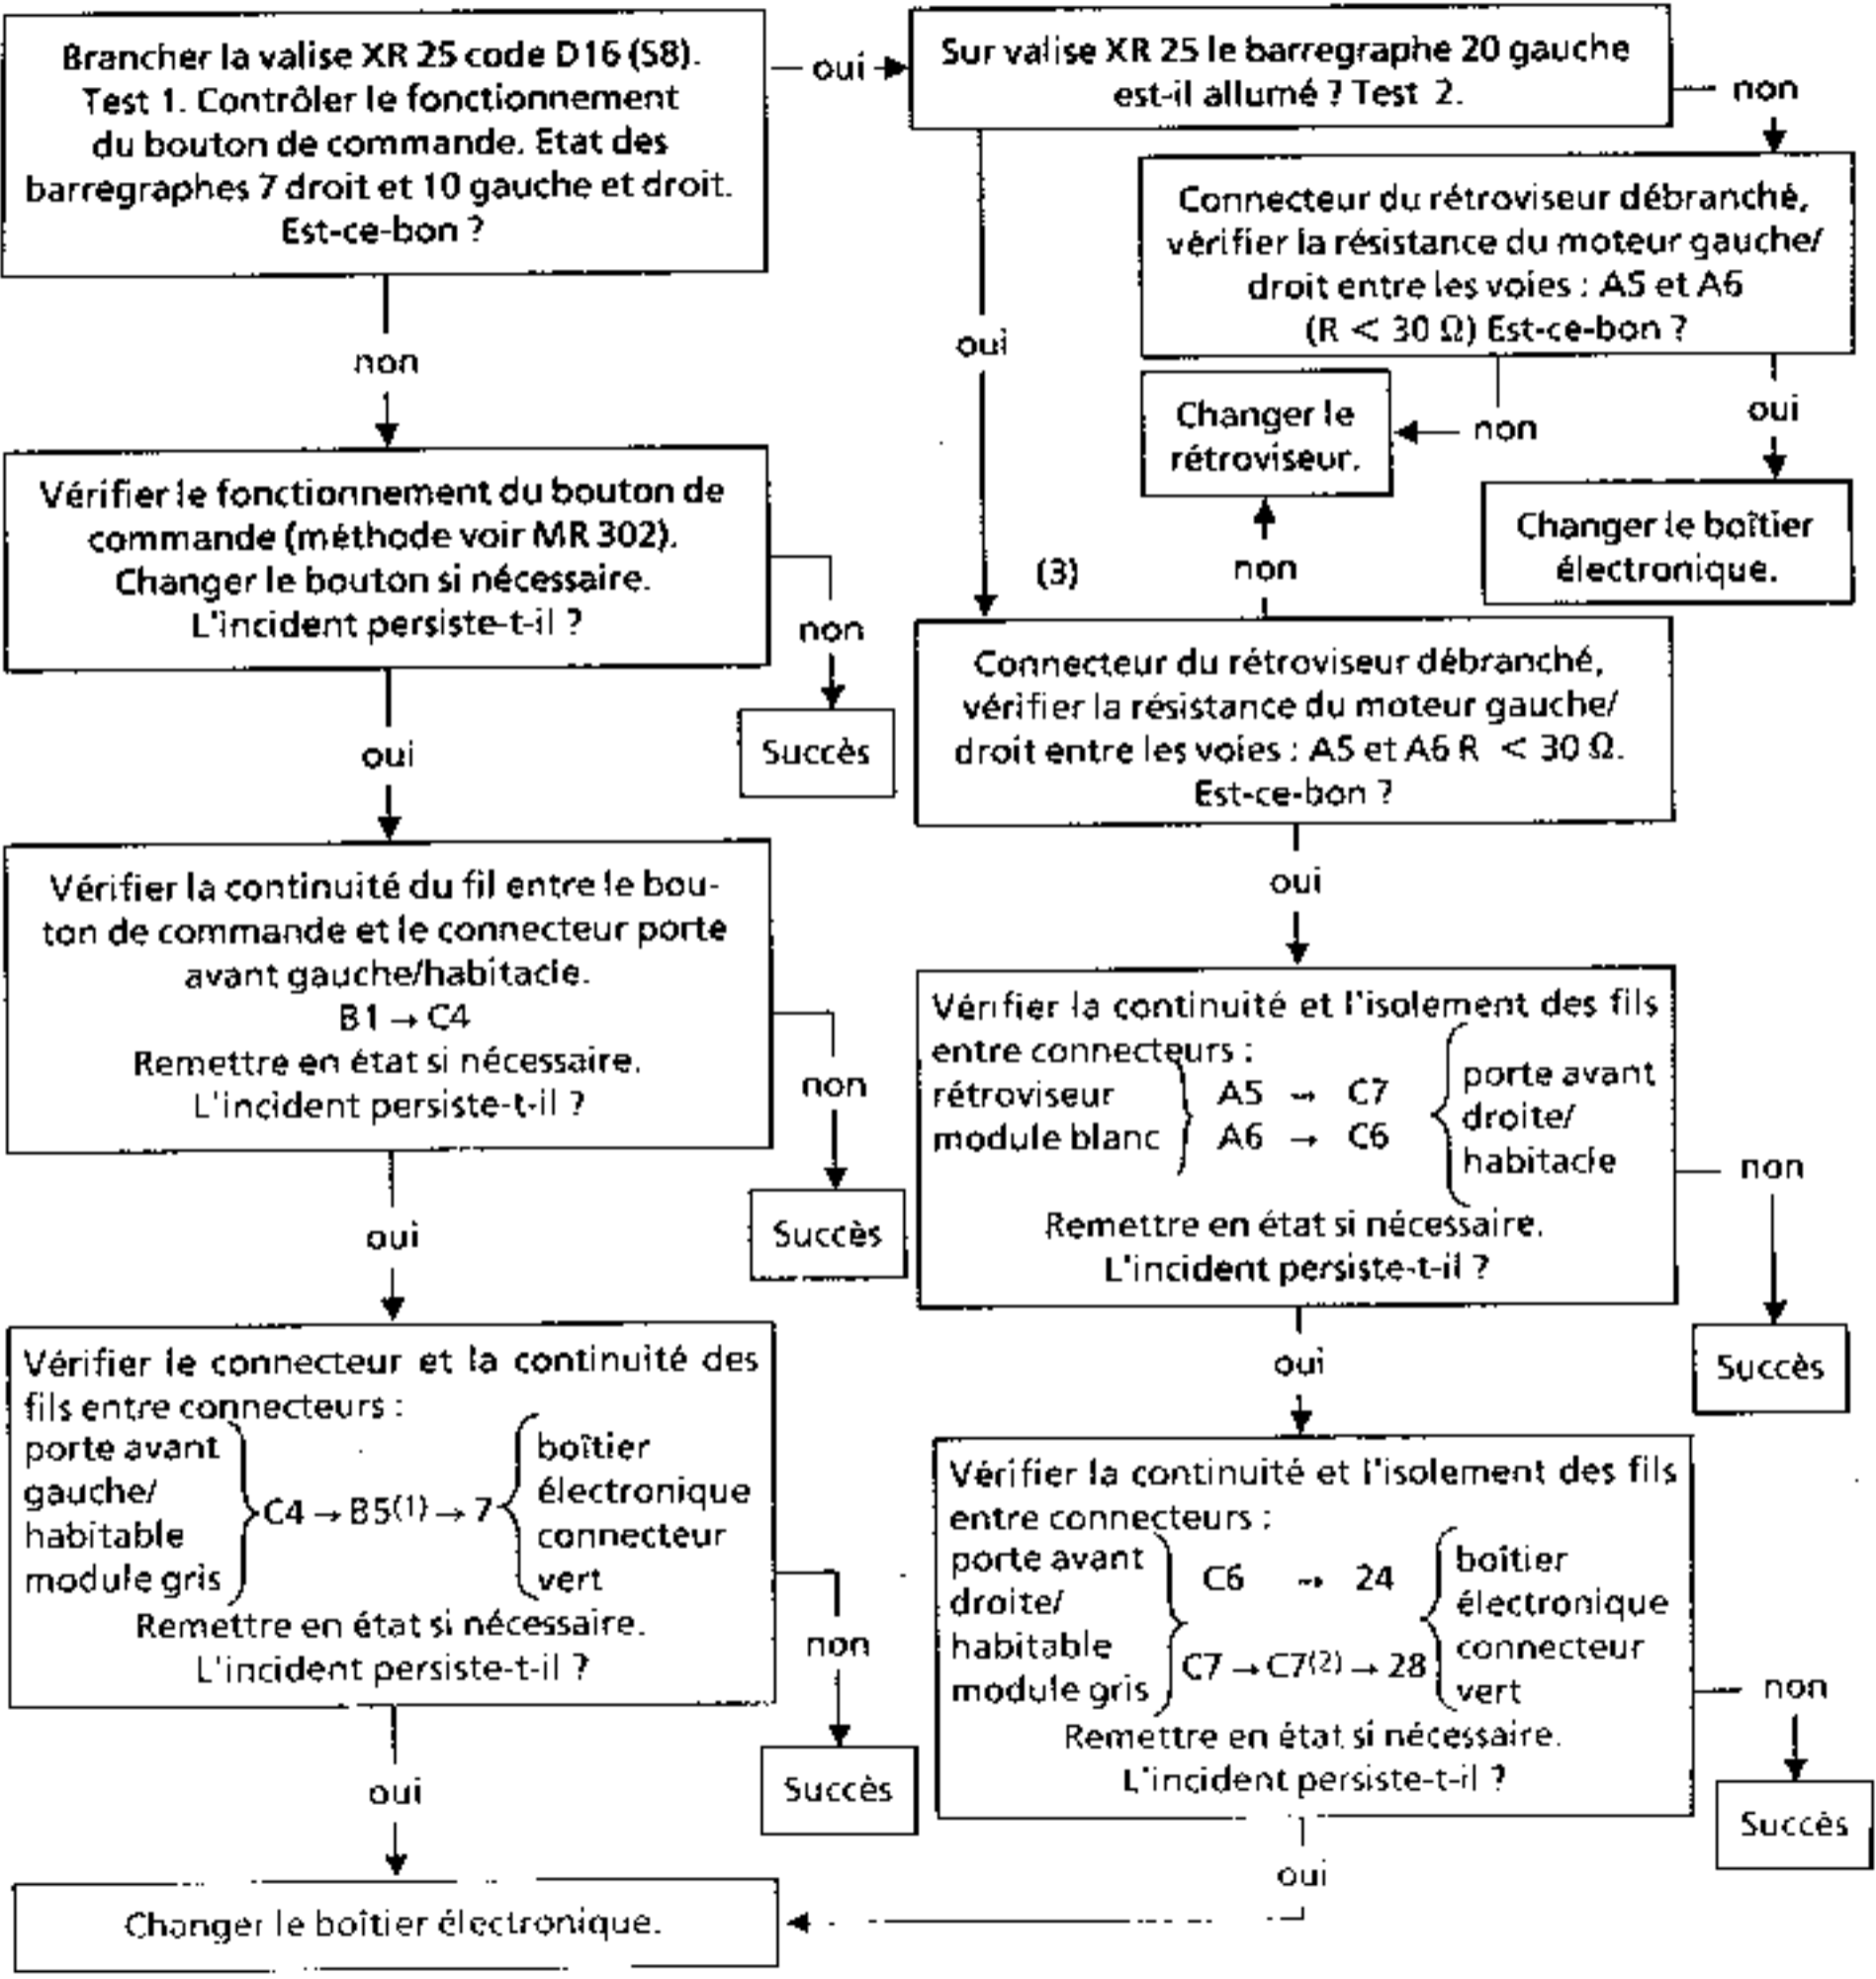 Brancher la valise XR 25 code D16 (S8).
Test 1. Contrôler le fonctionnement
du bouton de commande. Etat des
barregraphes 7 droit et 10 gauche et droit.
Est-ce-bon ?
oui
Sur valise XR 25 le barregraphe 20 gauche
est-il allumé ? Test 2.
non
Connecteur du rétroviseur débranché,
vérifier la résistance du moteur gauche/
droit entre les voies : A5 et A6
(R < 30 Ω) Est-ce-bon ?
non
oui
Changer le
rétroviseur.
non
oui
Changer le boîtier
électronique.
Vérifier le fonctionnement du bouton de
commande (méthode voir MR 302).
Changer le bouton si nécessaire.
L'incident persiste-t-il ?
non
Succès
(3)
non
Connecteur du rétroviseur débranché,
vérifier la résistance du moteur gauche/
droit entre les voies : A5 et A6 R < 30 Ω.
Est-ce-bon ?
oui
oui
Vérifier la continuité du fil entre le bou-
ton de commande et le connecteur porte
avant gauche/habitacle.
B1 → C4
Remettre en état si nécessaire.
L'incident persiste-t-il ?
non
Succès
Vérifier la continuité et l'isolement des fils
entre connecteurs :
rétroviseur
module blanc
A5 → C7
A6 → C6
porte avant
droite/
habitacle
Remettre en état si nécessaire.
L'incident persiste-t-il ?
non
Succès
oui
oui
Vérifier le connecteur et la continuité des
fils entre connecteurs :
porte avant
gauche/
habitable
module gris
C4 → B5(1) → 7
boîtier
électronique
connecteur
vert
Remettre en état si nécessaire.
L'incident persiste-t-il ?
non
Succès
Vérifier la continuité et l'isolement des fils
entre connecteurs :
porte avant
droite/
habitable
module gris
C6 → 24
C7 → C7(2) → 28
boîtier
électronique
connecteur
vert
Remettre en état si nécessaire.
L'incident persiste-t-il ?
non
Succès
oui
oui
Changer le boîtier électronique.